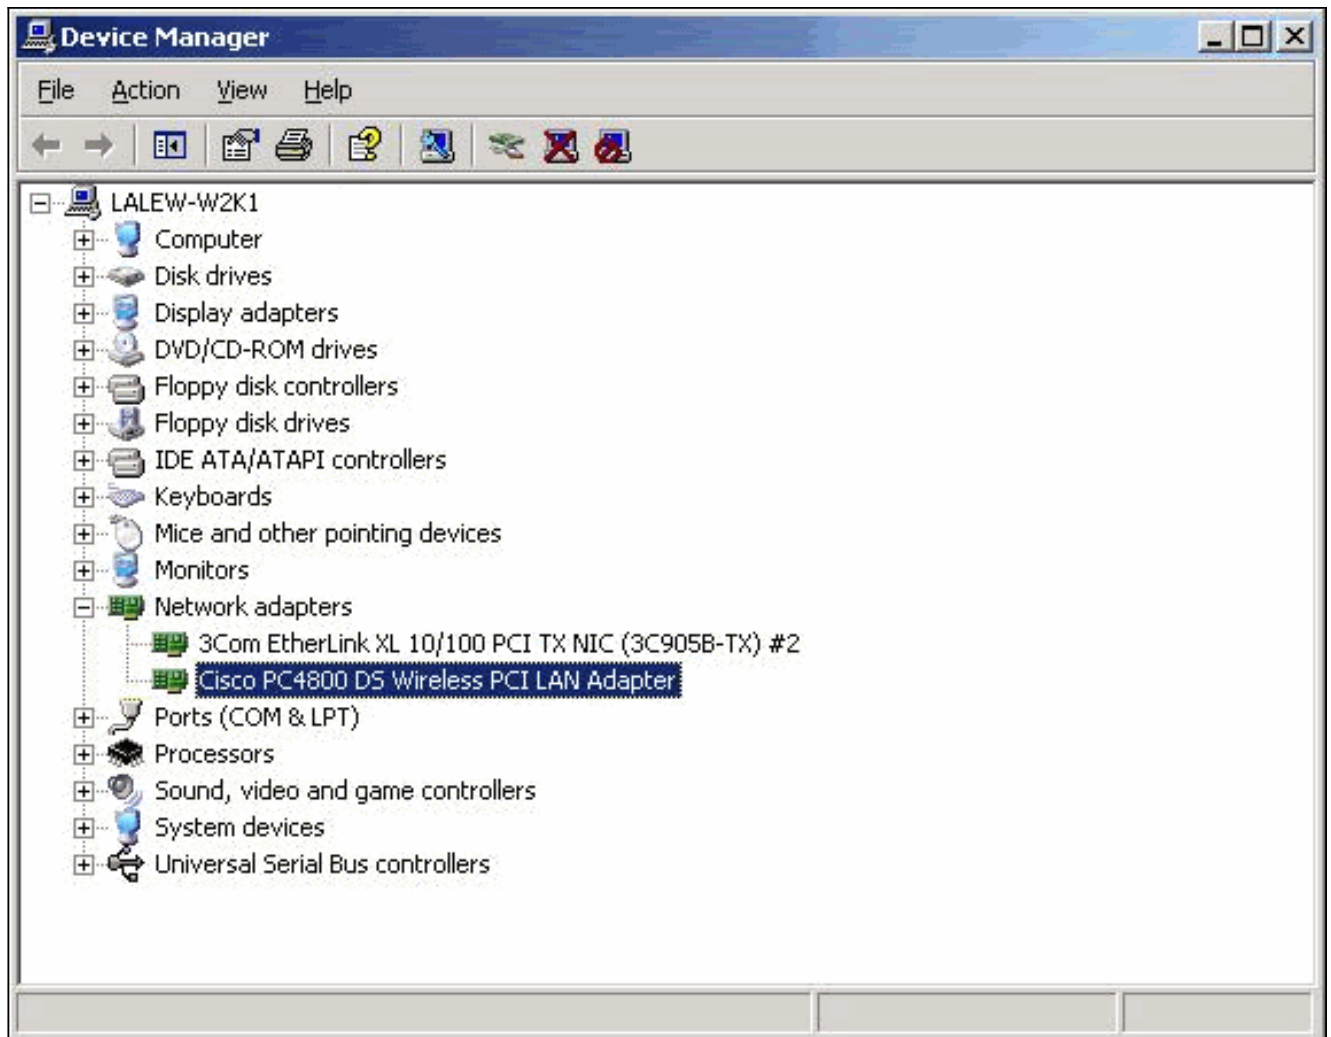 Device Manager
File Action View Help
LALEW-W2K1
Computer
Disk drives
Display adapters
DVD/CD-ROM drives
Floppy disk controllers
Floppy disk drives
IDE ATA/ATAPI controllers
Keyboards
Mice and other pointing devices
Monitors
Network adapters
3Com EtherLink XL 10/100 PCI TX NIC (3C905B-TX) #2
Cisco PC4800 DS Wireless PCI LAN Adapter
Ports (COM & LPT)
Processors
Sound, video and game controllers
System devices
Universal Serial Bus controllers